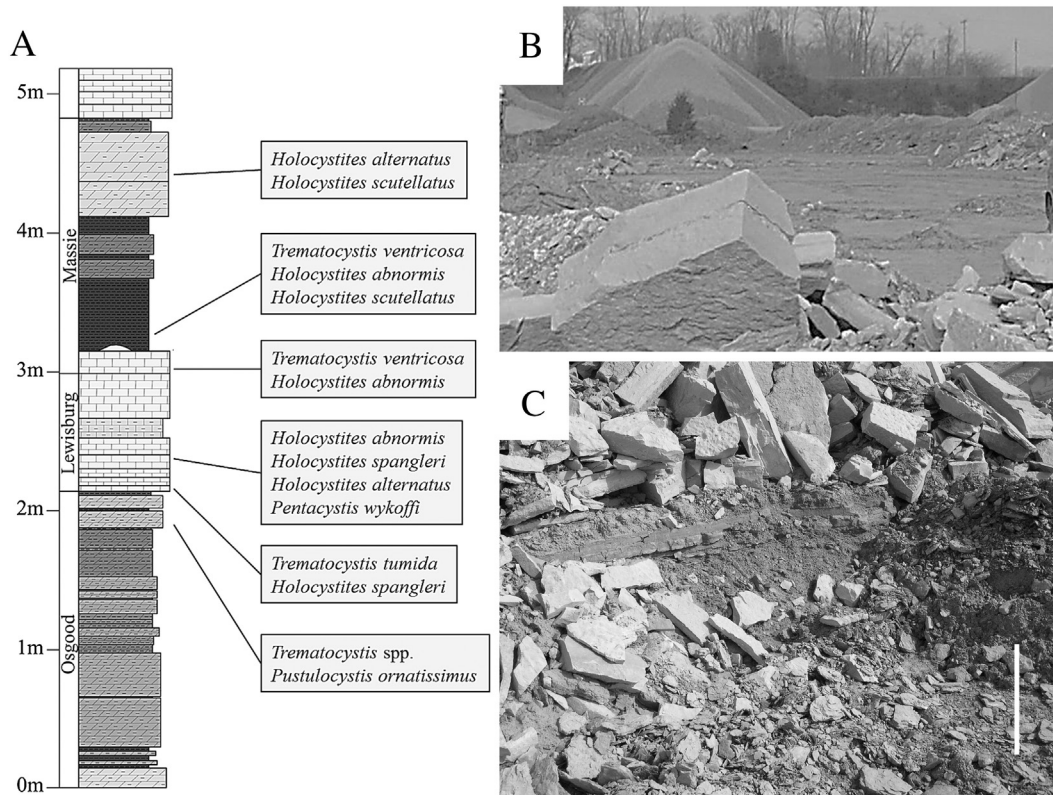 A
5m
4m
3m
2m
1m
0m
Massie
Lewisburg
Osgood
Holocystites alternatus
Holocystites scutellatus
Trematocystis ventricosa
Holocystites abnormis
Holocystites scutellatus
Trematocystis ventricosa
Holocystites abnormis
Holocystites abnormis
Holocystites spangleri
Holocystites alternatus
Pentacystis wykoffi
Trematocystis tumida
Holocystites spangleri
Trematocystis spp.
Pustulocystis ornatissimus
B
C